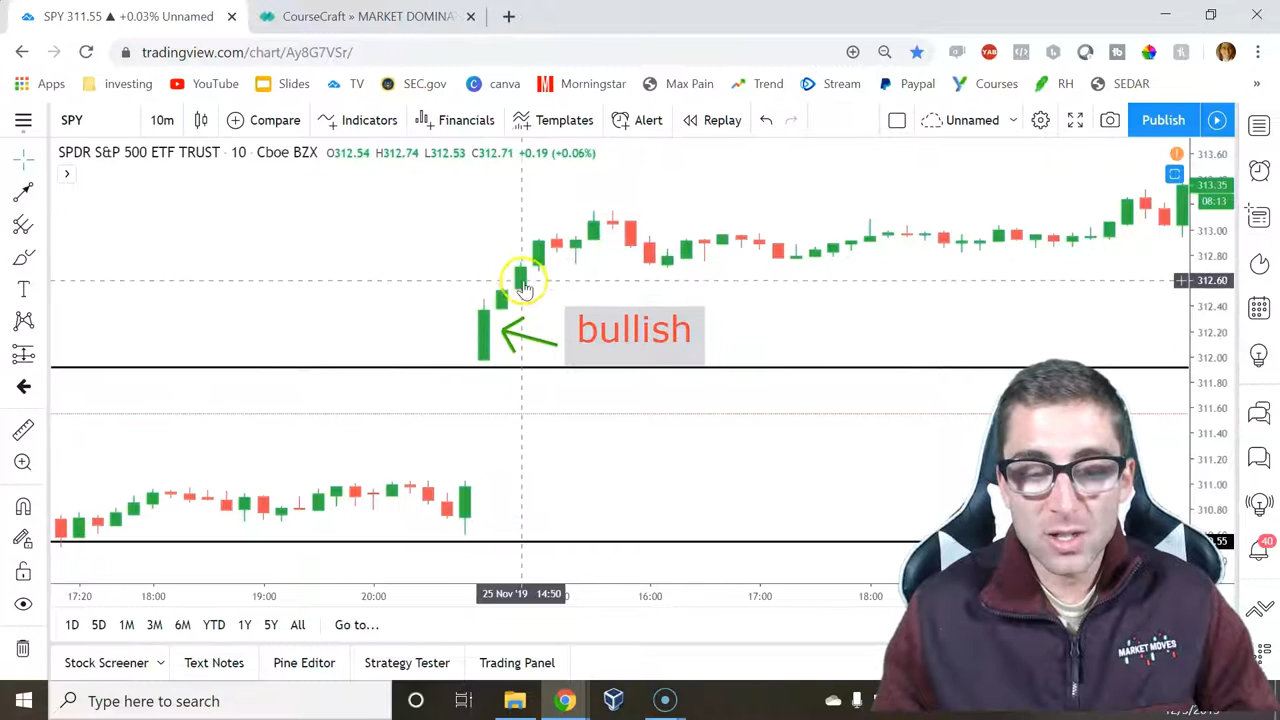 SPY 311.55 ▲ +0.03% Unnamed
CourseCraft » MARKET DOMINA
tradingview.com/chart/Ay8G7VSr/
YAB
Apps
investing
YouTube
Slides
TV
SEC.gov
canva
Morningstar
Max Pain
Trend
Stream
Paypal
Courses
RH
SEDAR
»
SPY
10m
Compare
Indicators
Financials
Templates
Alert
Replay
Unnamed
Publish
SPDR S&P 500 ETF TRUST · 10 · Cboe BZX O312.54 H312.74 L312.53 C312.71 +0.19 (+0.06%)
313.60
313.35
08:13
313.00
312.80
312.60
312.40
312.20
312.00
311.80
311.60
311.40
311.20
311.00
310.80
bullish
40
17:20
18:00
19:00
20:00
25 Nov '19 14:50
16:00
17:00
18:00
1D
5D
1M
3M
6M
YTD
1Y
5Y
All
Go to...
Stock Screener
Text Notes
Pine Editor
Strategy Tester
Trading Panel
MARKET MOVES
Type here to search